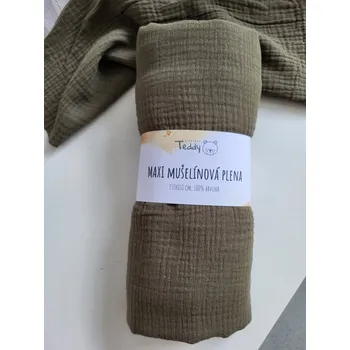 Teddy
MAXI MUŠELÍNOVÁ PLENA
100% BAVLNA